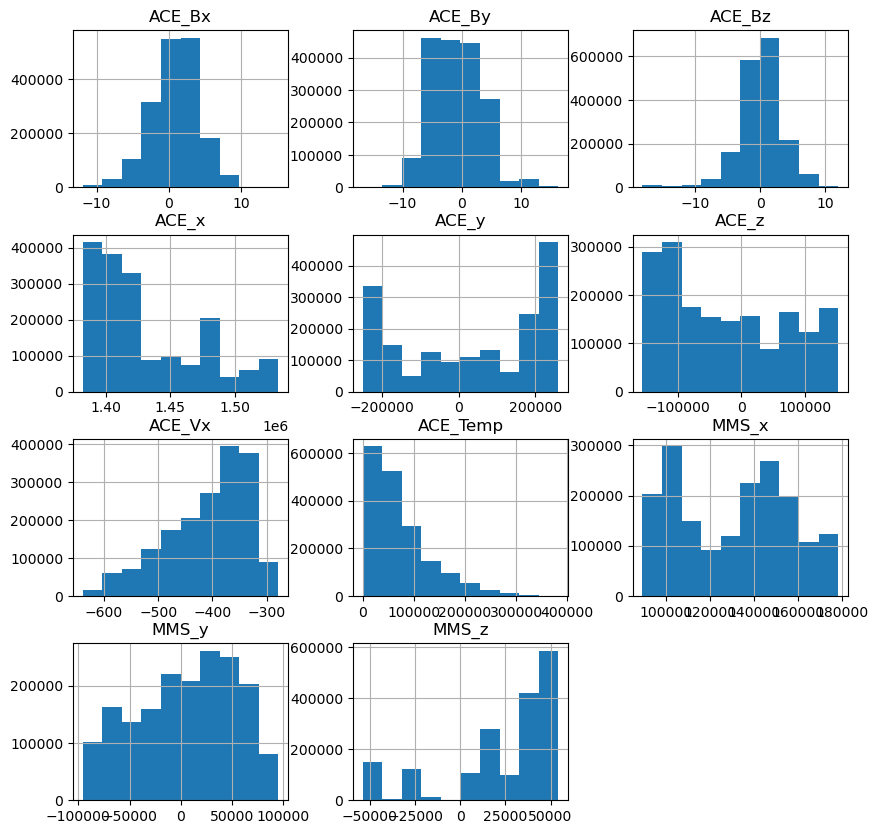 ACE_Bx ACE_By ACE_Bz
400000
200000
0
−10 0 10
400000
300000
200000
100000
0
−10 0 10
600000
400000
200000
0
−10 0 10
ACE_x ACE_y ACE_z
400000
300000
200000
100000
0
1.40 1.45 1.50
1e6
400000
300000
200000
100000
0
−200000 0 200000
300000
200000
100000
0
−100000 0 100000
ACE_Vx ACE_Temp MMS_x
400000
300000
200000
100000
0
−600 −500 −400 −300
600000
400000
200000
0
0 100000 200000 300000 400000
300000
200000
100000
0
100000 120000 140000 160000 180000
MMS_y MMS_z
200000
100000
0
−100000 −50000 0 50000 100000
600000
400000
200000
0
−50000 −25000 0 25000 50000